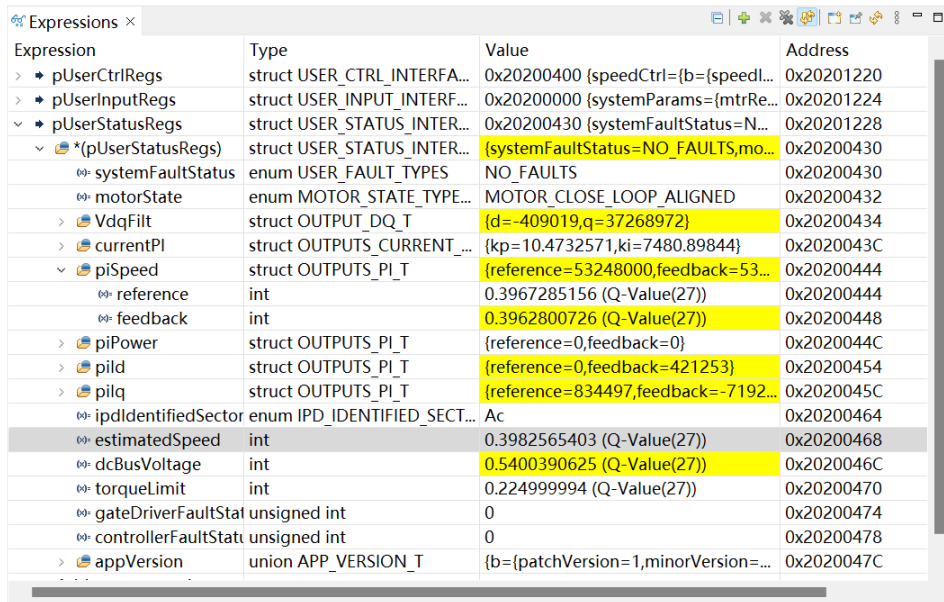 Expressions ×
Expression Type Value Address
pUserCtrlRegs struct USER_CTRL_INTERFA... 0x20200400 {speedCtrl={b={speedl... 0x20201220
pUserInputRegs struct USER_INPUT_INTERF... 0x20200000 {systemParams={mtrRe... 0x20201224
pUserStatusRegs struct USER_STATUS_INTER... 0x20200430 {systemFaultStatus=N... 0x20201228
*(pUserStatusRegs) struct USER_STATUS_INTER... {systemFaultStatus=NO_FAULTS,mo... 0x20200430
(x)= systemFaultStatus enum USER_FAULT_TYPES NO_FAULTS 0x20200430
(x)= motorState enum MOTOR_STATE_TYPE... MOTOR_CLOSE_LOOP_ALIGNED 0x20200432
VdqFilt struct OUTPUT_DQ_T {d=-409019,q=37268972} 0x20200434
currentPI struct OUTPUTS_CURRENT_... {kp=10.4732571,ki=7480.89844} 0x2020043C
piSpeed struct OUTPUTS_PI_T {reference=53248000,feedback=53... 0x20200444
(x)= reference int 0.3967285156 (Q-Value(27)) 0x20200444
(x)= feedback int 0.3962800726 (Q-Value(27)) 0x20200448
piPower struct OUTPUTS_PI_T {reference=0,feedback=0} 0x2020044C
piId struct OUTPUTS_PI_T {reference=0,feedback=421253} 0x20200454
piIq struct OUTPUTS_PI_T {reference=834497,feedback=-7192... 0x2020045C
(x)= ipdIdentifiedSector enum IPD_IDENTIFIED_SECT... Ac 0x20200464
(x)= estimatedSpeed int 0.3982565403 (Q-Value(27)) 0x20200468
(x)= dcBusVoltage int 0.5400390625 (Q-Value(27)) 0x2020046C
(x)= torqueLimit int 0.224999994 (Q-Value(27)) 0x20200470
(x)= gateDriverFaultStat unsigned int 0 0x20200474
(x)= controllerFaultStatu unsigned int 0 0x20200478
appVersion union APP_VERSION_T {b={patchVersion=1,minorVersion=... 0x2020047C